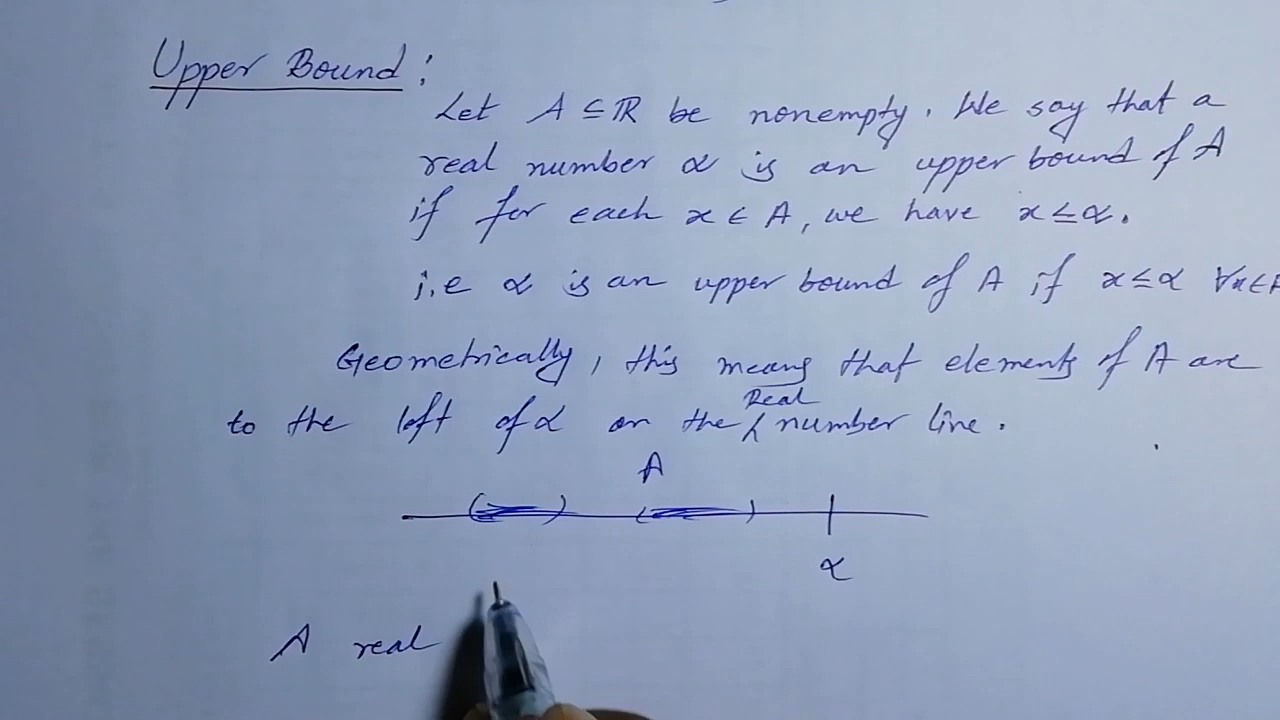 Upper Bound:
Let A ⊆ ℝ be nonempty. We say that a
real number α is an upper bound of A
if for each x ∈ A, we have x ≤ α.
i.e α is an upper bound of A if x ≤ α ∀x∈A
Geometrically, this means that elements of A are
Real
to the left of α on the number line.
A
α
A real